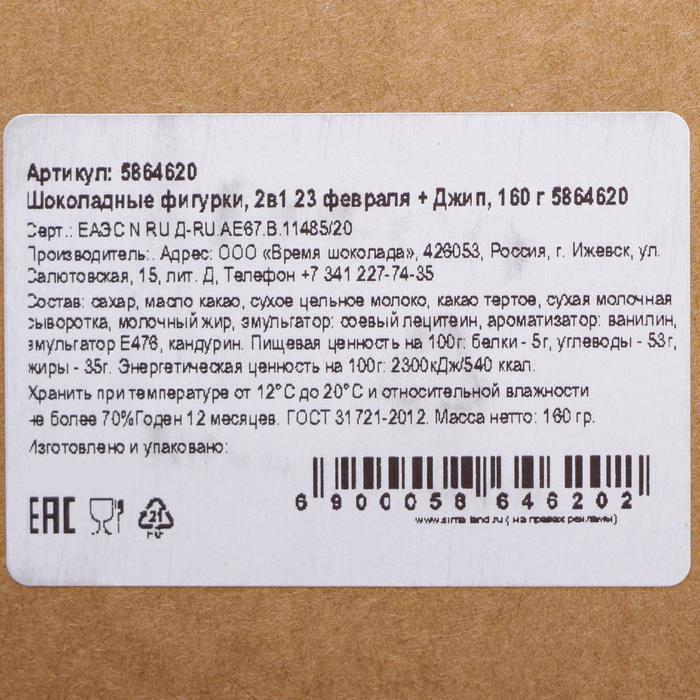 Артикул: 5864620
Шоколадные фигурки, 2в1 23 февраля + Джип, 160 г 5864620
Серт.: ЕАЭС N RU Д-RU.АЕ67.В.11485/20
Производитель:. Адрес: ООО «Время шоколада», 426053, Россия, г. Ижевск, ул.
Салютовская, 15, лит. Д, Телефон +7 341 227-74-35
Состав: сахар, масло какао, сухое цельное молоко, какао тертое, сухая молочная
сыворотка, молочный жир, эмульгатор: соевый лецитеин, ароматизатор: ванилин,
эмульгатор Е476, кандурин. Пищевая ценность на 100г: белки - 5г, углеводы - 53г,
жиры - 35г. Энергетическая ценность на 100г: 2300кДж/540 ккал.
Хранить при температуре от 12°С до 20°С и относительной влажности
не более 70%Годен 12 месяцев. ГОСТ 31721-2012. Масса нетто: 160 гр.
Изготовлено и упаковано:
6 900058 646202
www.sima-land.ru ( на правах рекламы)
ЕАС
21